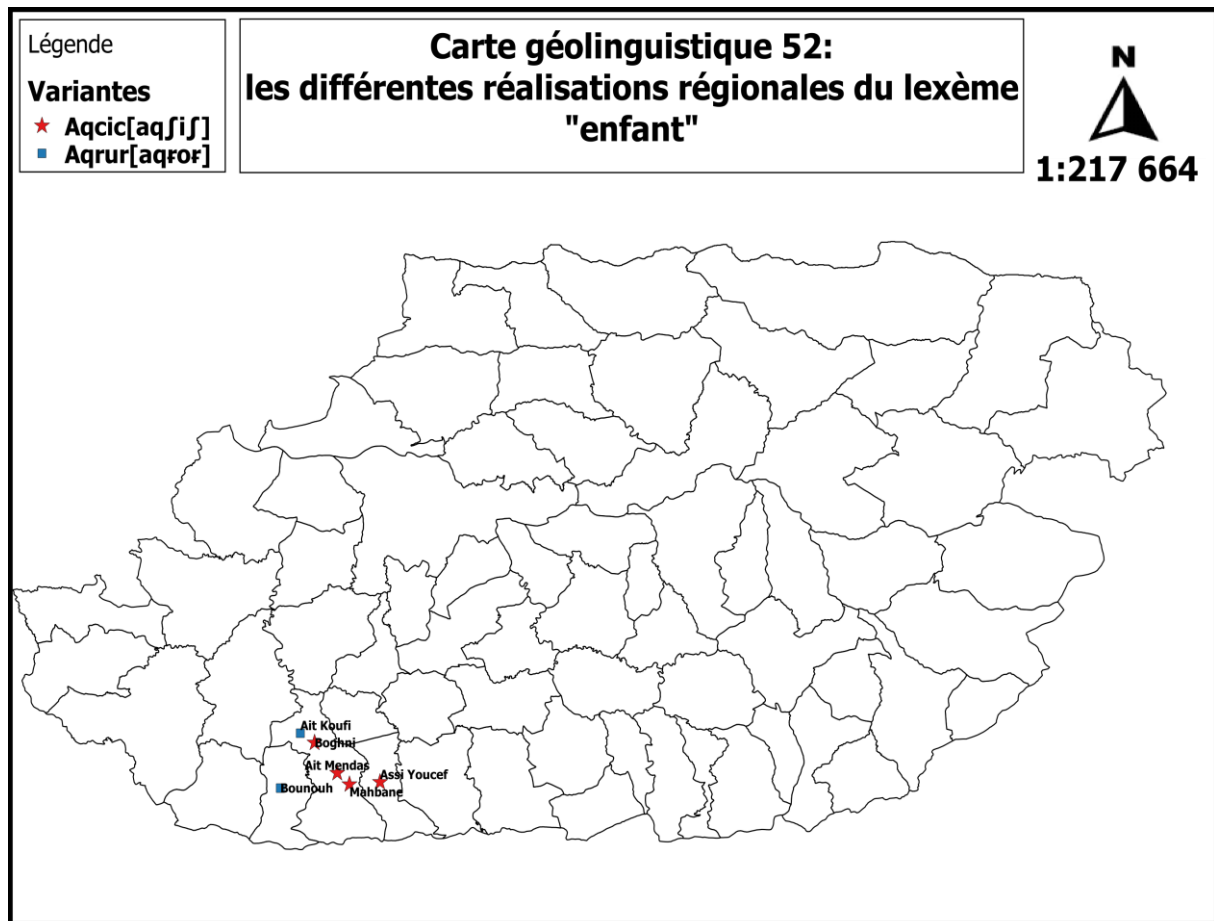 Légende
Variantes
Aqcic[aqʃiʃ]
Aqrur[aqɍoɍ]
Carte géolinguistique 52:
les différentes réalisations régionales du lexème
"enfant"
N
1:217 664
Ait Koufi
Boghni
Ait Mendas
Assi Youcef
Bounouh
Mahbane